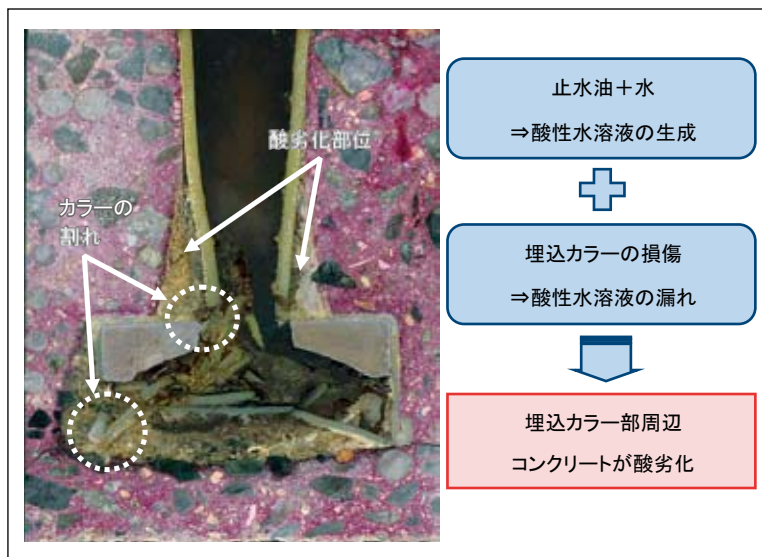 酸劣化部位
カラーの
割れ
止水油＋水
⇒酸性水溶液の生成
埋込カラーの損傷
⇒酸性水溶液の漏れ
埋込カラー部周辺
コンクリートが酸劣化